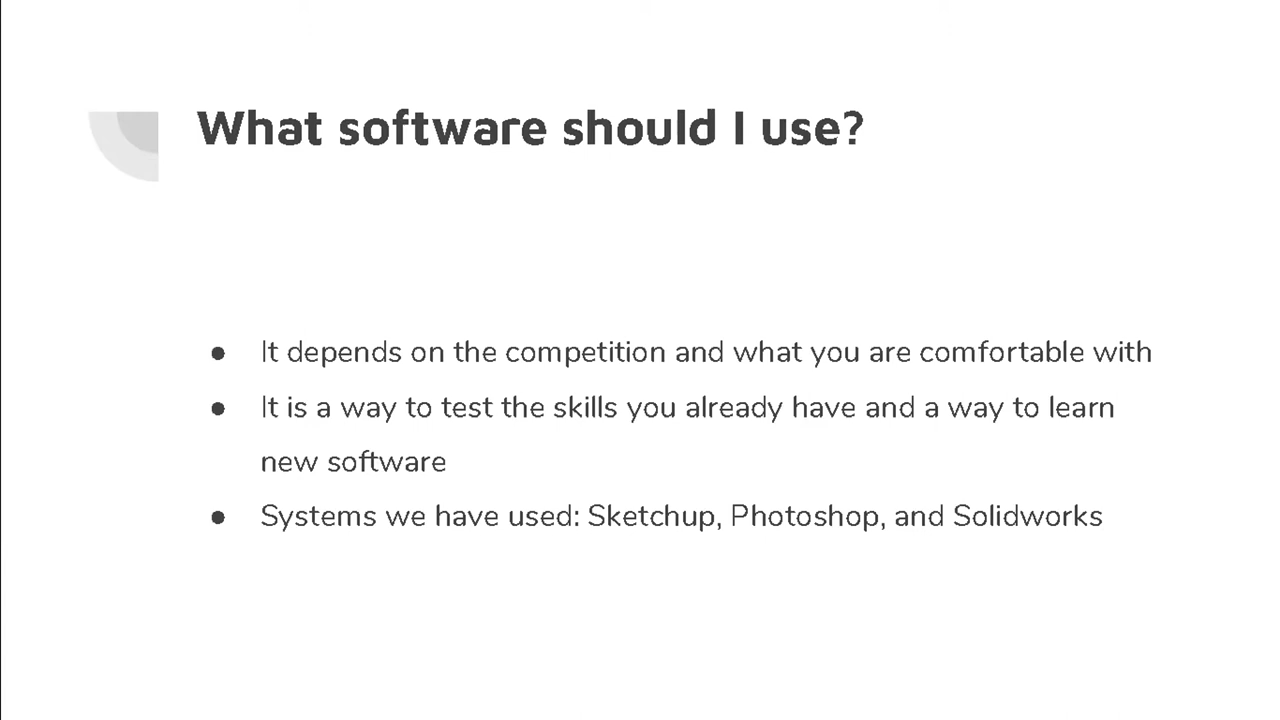 What software should I use?
● It depends on the competition and what you are comfortable with
● It is a way to test the skills you already have and a way to learn
new software
● Systems we have used: Sketchup, Photoshop, and Solidworks